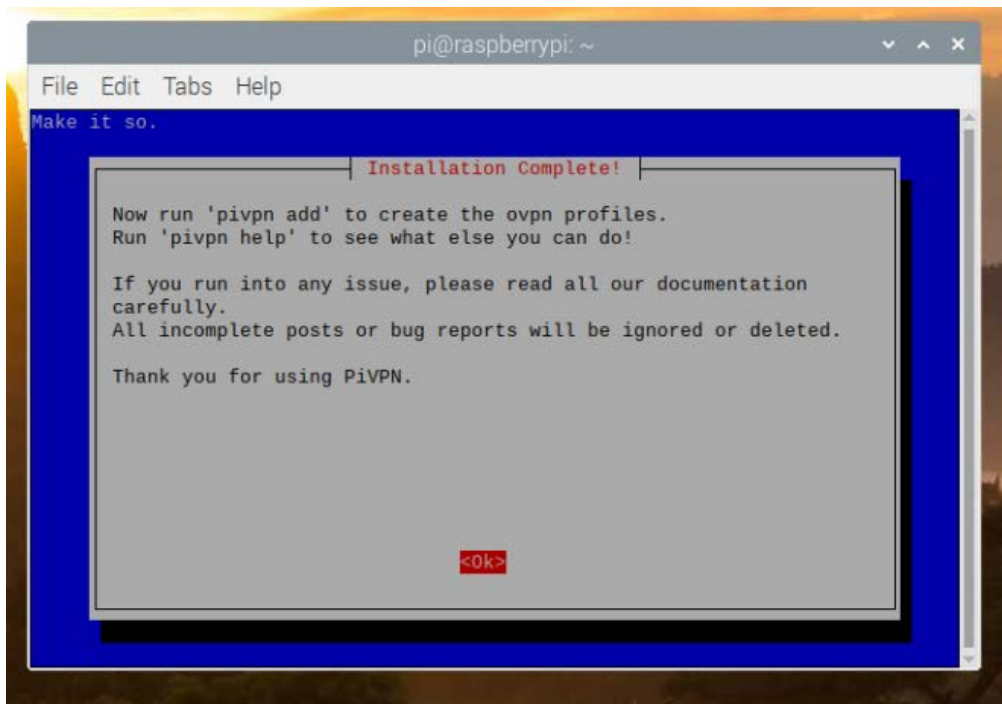 pi@raspberrypi: ~
File Edit Tabs Help
Make it so.
Installation Complete!
Now run 'pivpn add' to create the ovpn profiles.
Run 'pivpn help' to see what else you can do!
If you run into any issue, please read all our documentation
carefully.
All incomplete posts or bug reports will be ignored or deleted.
Thank you for using PiVPN.
<Ok>